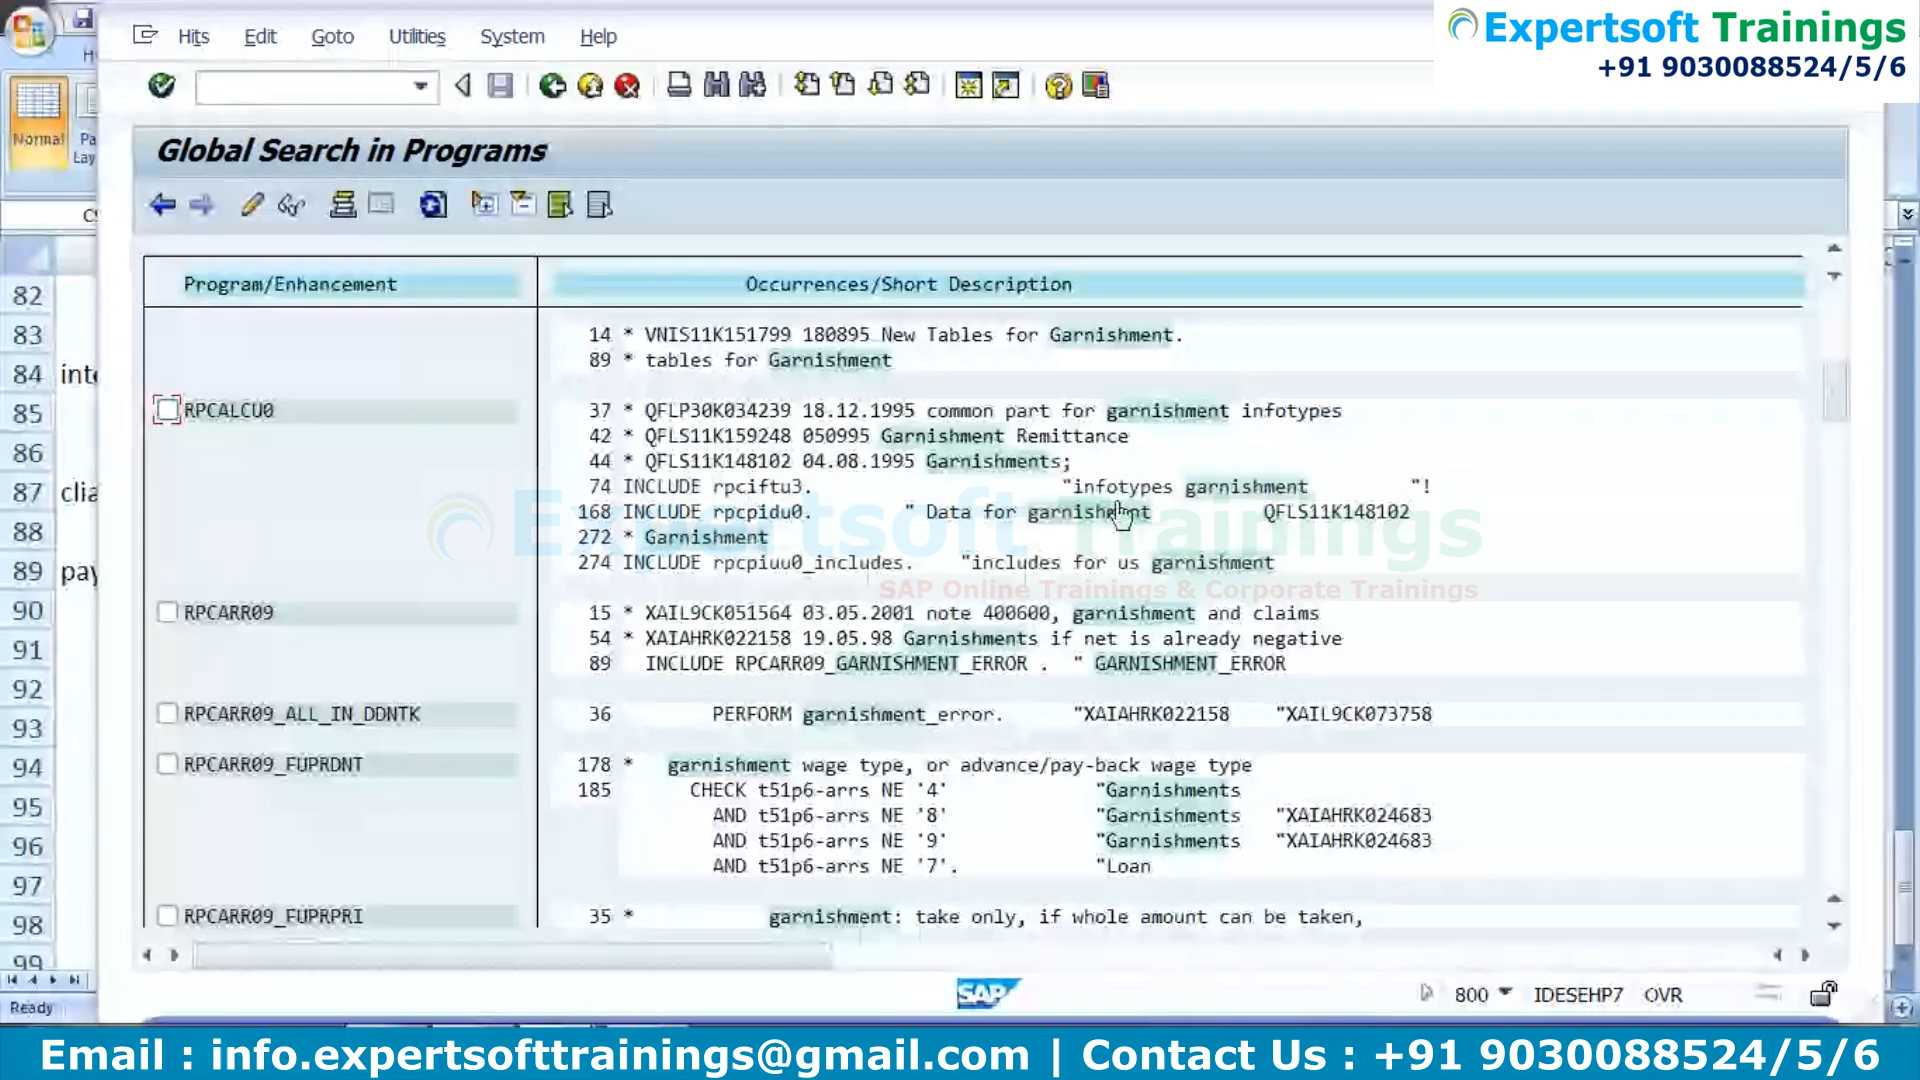 Hits Edit Goto Utilities System Help
Expertsoft Trainings
+91 9030088524/5/6
Normal
Pa
Lay
Global Search in Programs
Program/Enhancement Occurrences/Short Description
14 * VNIS11K151799 180895 New Tables for Garnishment.
89 * tables for Garnishment
RPCALCU0 37 * QFLP30K034239 18.12.1995 common part for garnishment infotypes
42 * QFLS11K159248 050995 Garnishment Remittance
44 * QFLS11K148102 04.08.1995 Garnishments;
74 INCLUDE rpciftu3. "infotypes garnishment "!
168 INCLUDE rpcpidu0. " Data for garnishment QFLS11K148102
272 * Garnishment
274 INCLUDE rpcpiuu0_includes. "includes for us garnishment
Expertsoft Trainings
SAP Online Trainings & Corporate Trainings
RPCARR09 15 * XAIL9CK051564 03.05.2001 note 400600, garnishment and claims
54 * XAIAHRK022158 19.05.98 Garnishments if net is already negative
89 INCLUDE RPCARR09_GARNISHMENT_ERROR . " GARNISHMENT_ERROR
RPCARR09_ALL_IN_DDNTK 36 PERFORM garnishment_error. "XAIAHRK022158 "XAIL9CK073758
RPCARR09_FUPRDNT 178 * garnishment wage type, or advance/pay-back wage type
185 CHECK t51p6-arrs NE '4' "Garnishments
AND t51p6-arrs NE '8' "Garnishments "XAIAHRK024683
AND t51p6-arrs NE '9' "Garnishments "XAIAHRK024683
AND t51p6-arrs NE '7'. "Loan
RPCARR09_FUPRPRI 35 * garnishment: take only, if whole amount can be taken,
82
83
84 inte
85
86
87 clia
88
89 pay
90
91
92
93
94
95
96
97
98
99
Ready
SAP
800 IDESEHP7 OVR
Email : info.expertsofttrainings@gmail.com | Contact Us : +91 9030088524/5/6